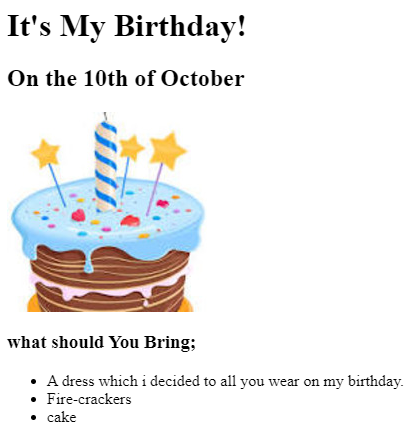 It's My Birthday!
On the 10th of October
what should You Bring;
A dress which i decided to all you wear on my birthday.
Fire-crackers
cake